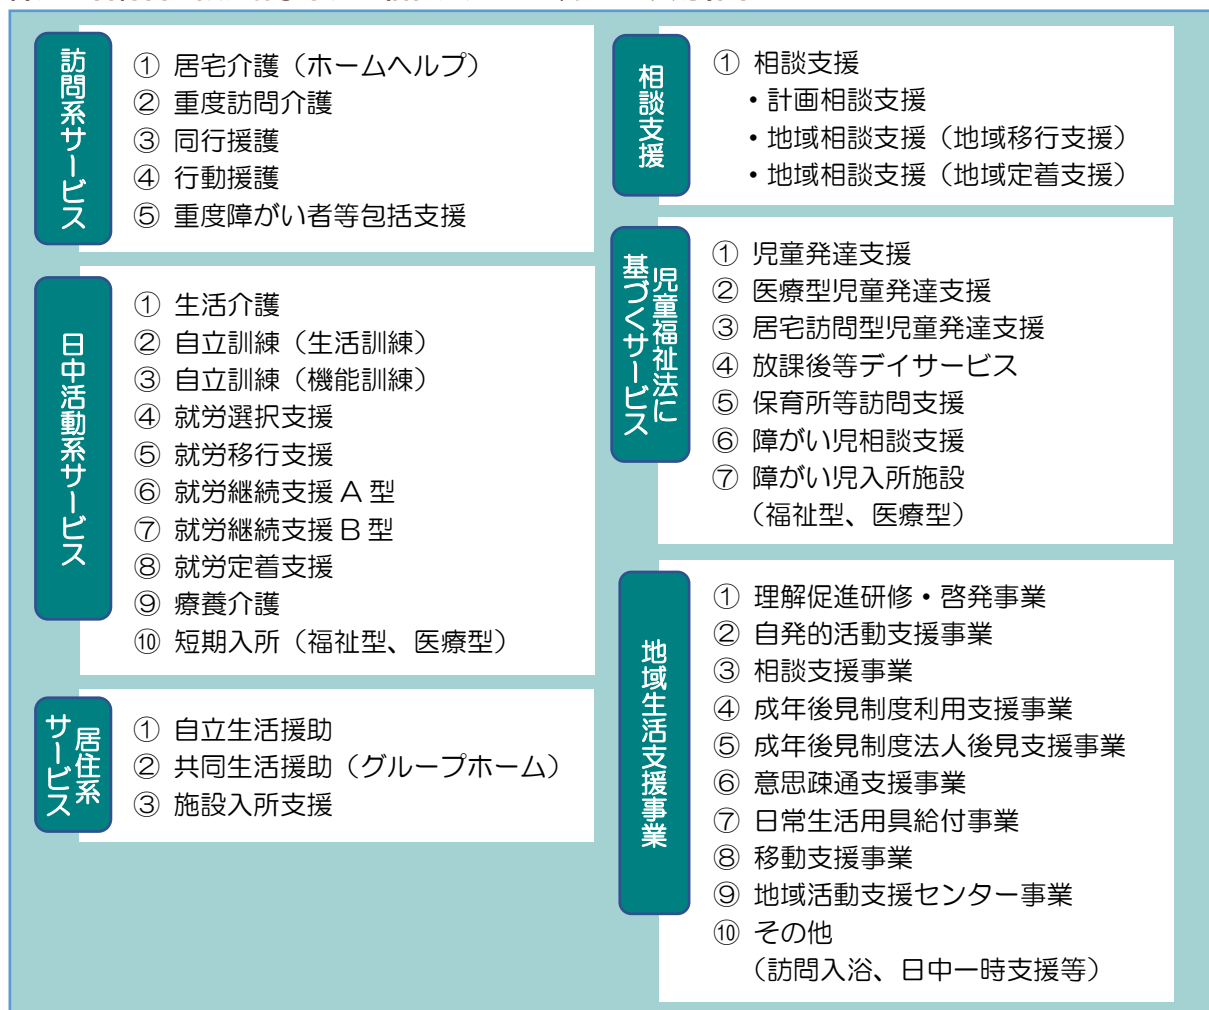 訪問系サービス
① 居宅介護（ホームヘルプ）
② 重度訪問介護
③ 同行援護
④ 行動援護
⑤ 重度障がい者等包括支援
日中活動系サービス
① 生活介護
② 自立訓練（生活訓練）
③ 自立訓練（機能訓練）
④ 就労選択支援
⑤ 就労移行支援
⑥ 就労継続支援A型
⑦ 就労継続支援B型
⑧ 就労定着支援
⑨ 療養介護
⑩ 短期入所（福祉型、医療型）
居住系
サービス
① 自立生活援助
② 共同生活援助（グループホーム）
③ 施設入所支援
相談支援
① 相談支援
・計画相談支援
・地域相談支援（地域移行支援）
・地域相談支援（地域定着支援）
児童福祉法に
基づくサービス
① 児童発達支援
② 医療型児童発達支援
③ 居宅訪問型児童発達支援
④ 放課後等デイサービス
⑤ 保育所等訪問支援
⑥ 障がい児相談支援
⑦ 障がい児入所施設
（福祉型、医療型）
地域生活支援事業
① 理解促進研修・啓発事業
② 自発的活動支援事業
③ 相談支援事業
④ 成年後見制度利用支援事業
⑤ 成年後見制度法人後見支援事業
⑥ 意思疎通支援事業
⑦ 日常生活用具給付事業
⑧ 移動支援事業
⑨ 地域活動支援センター事業
⑩ その他
（訪問入浴、日中一時支援等）